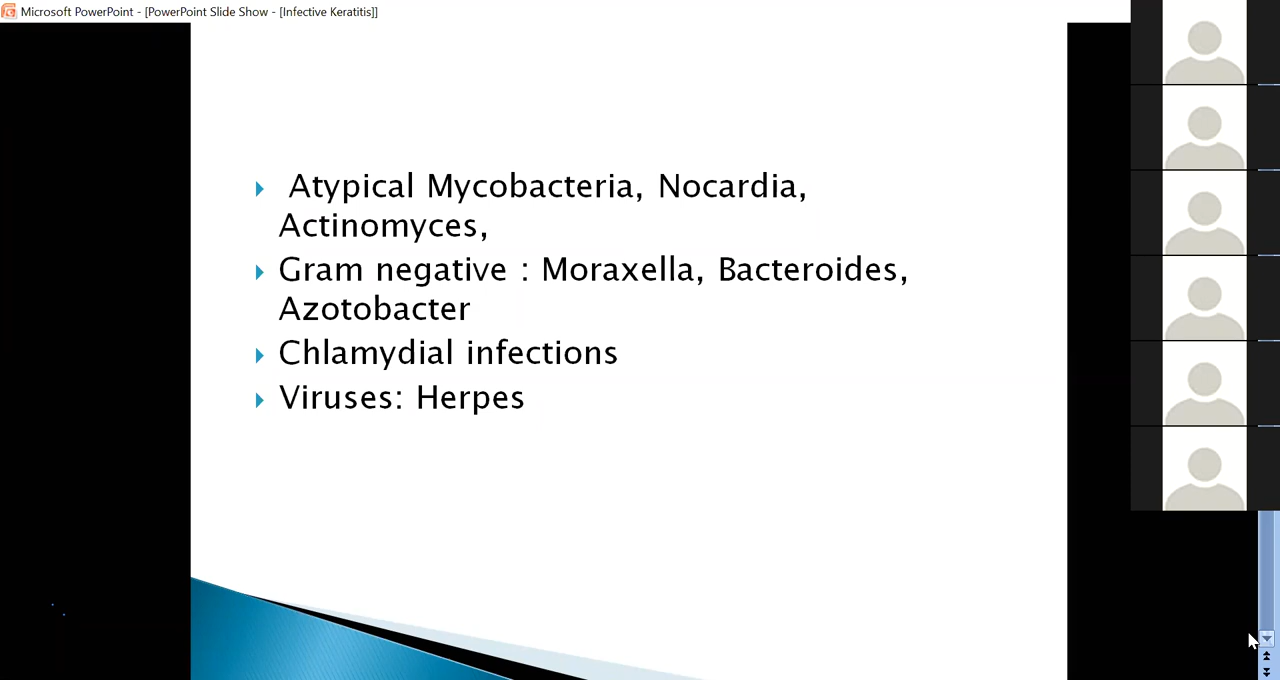 Microsoft PowerPoint - [PowerPoint Slide Show - [Infective Keratitis]]
Atypical Mycobacteria, Nocardia,
Actinomyces,
Gram negative : Moraxella, Bacteroides,
Azotobacter
Chlamydial infections
Viruses: Herpes